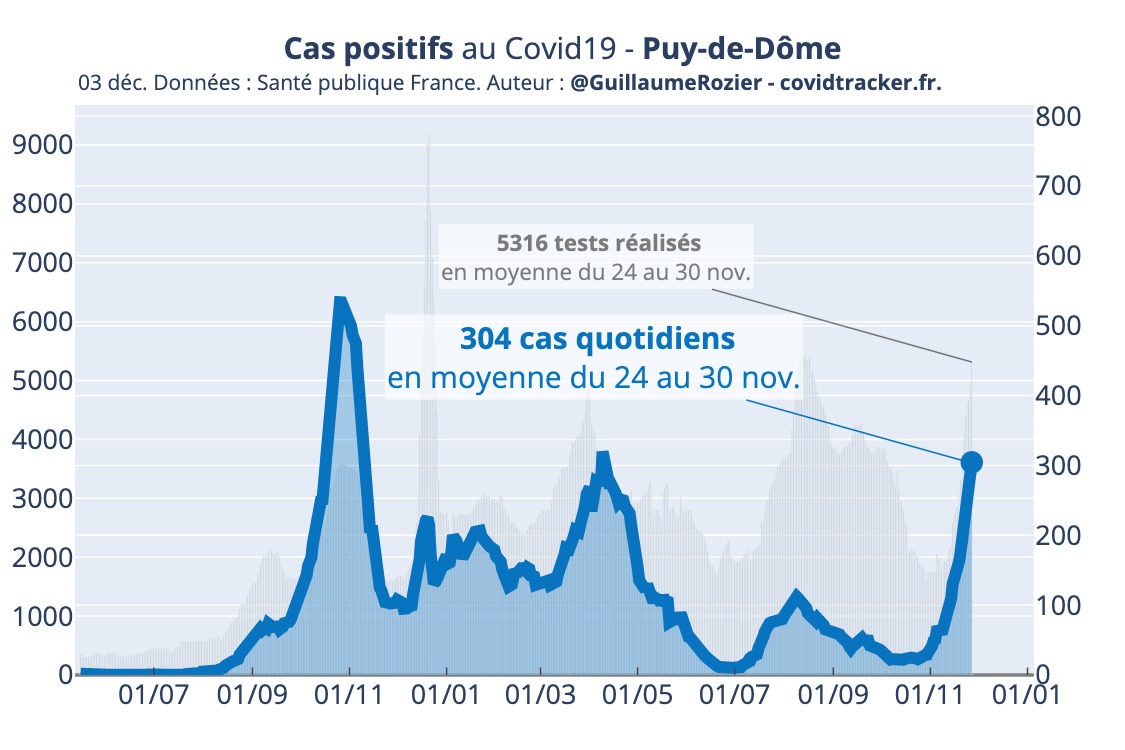 Cas positifs au Covid19 - Puy-de-Dôme
03 déc. Données : Santé publique France. Auteur : @GuillaumeRozier - covidtracker.fr.
9000
8000
7000
6000
5000
4000
3000
2000
1000
0
5316 tests réalisés
en moyenne du 24 au 30 nov.
304 cas quotidiens
en moyenne du 24 au 30 nov.
800
700
600
500
400
300
200
100
0
01/07 01/09 01/11 01/01 01/03 01/05 01/07 01/09 01/11 01/01